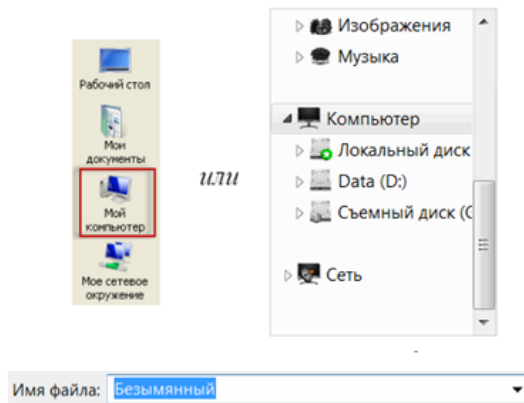 Рабочий стол
Мои
документы
Мой
компьютер
Мое сетевое
окружение
или
Изображения
Музыка
Компьютер
Локальный диск
Data (D:)
Съемный диск (
Сеть
Имя файла: Безымянный